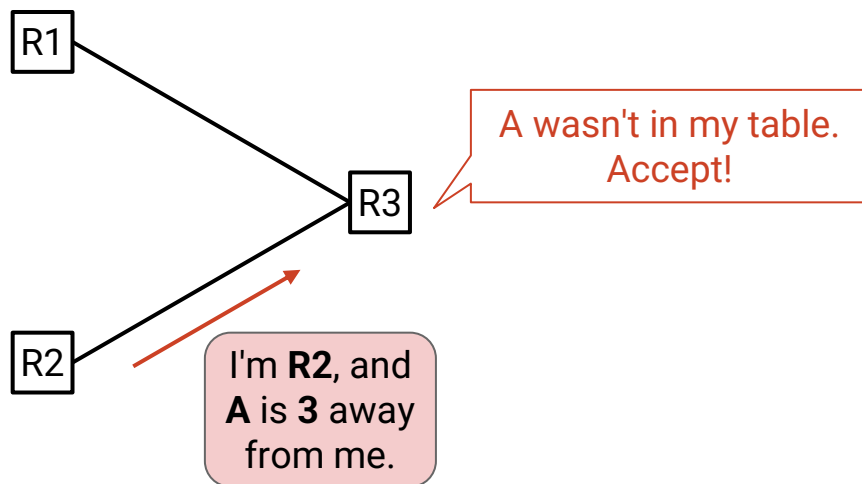 R1
A wasn't in my table.
Accept!
R3
R2
I'm R2, and
A is 3 away
from me.